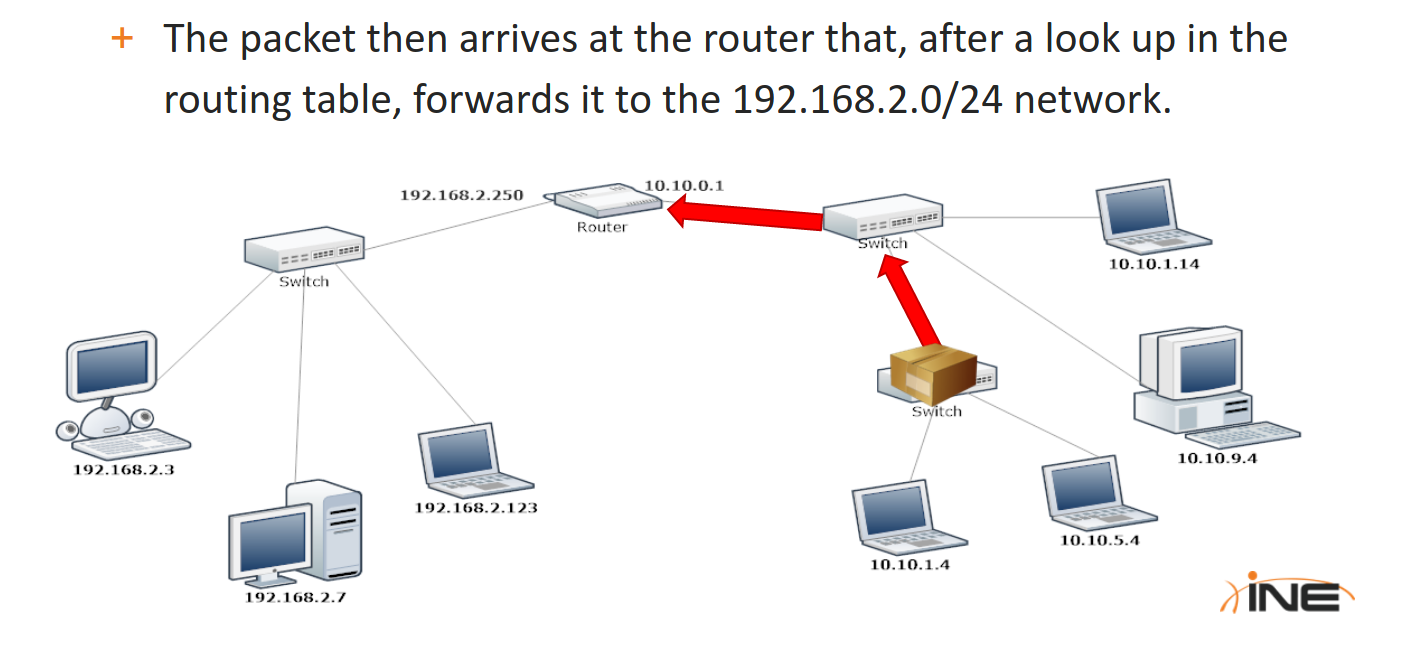 + The packet then arrives at the router that, after a look up in the
routing table, forwards it to the 192.168.2.0/24 network.
192.168.2.250
10.10.0.1
Router
Switch
Switch
10.10.1.14
Switch
192.168.2.3
192.168.2.123
192.168.2.7
10.10.9.4
10.10.5.4
10.10.1.4
INE